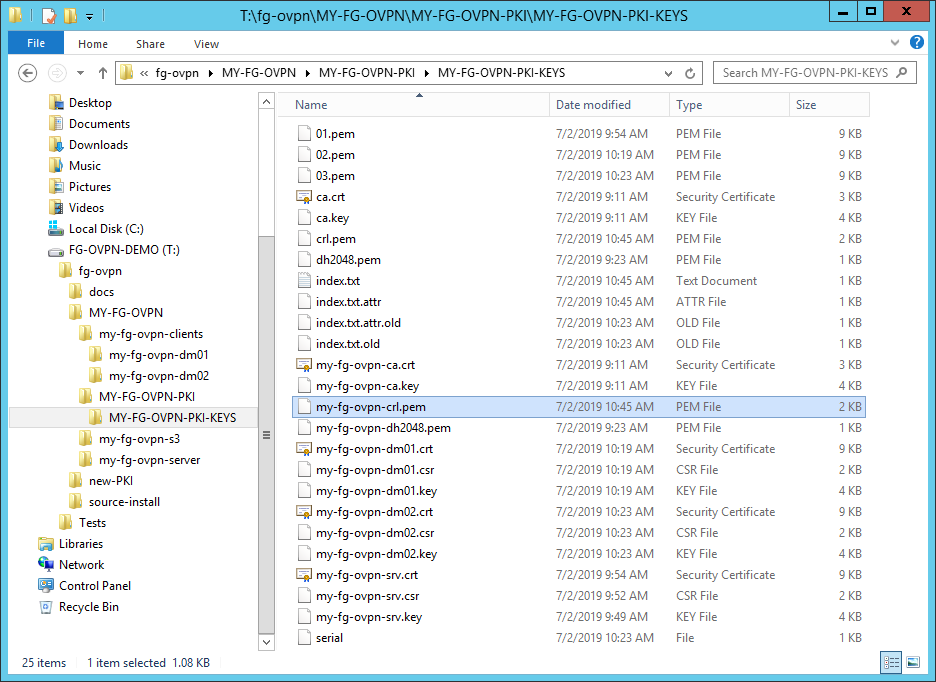 T:\fg-ovpn\MY-FG-OVPN\MY-FG-OVPN-PKI\MY-FG-OVPN-PKI-KEYS
File Home Share View
« fg-ovpn MY-FG-OVPN MY-FG-OVPN-PKI MY-FG-OVPN-PKI-KEYS Search MY-FG-OVPN-PKI-KEYS
Desktop
Documents
Downloads
Music
Pictures
Videos
Local Disk (C:)
FG-OVPN-DEMO (T:)
fg-ovpn
docs
MY-FG-OVPN
my-fg-ovpn-clients
my-fg-ovpn-dm01
my-fg-ovpn-dm02
MY-FG-OVPN-PKI
MY-FG-OVPN-PKI-KEYS
my-fg-ovpn-s3
my-fg-ovpn-server
new-PKI
source-install
Tests
Libraries
Network
Control Panel
Recycle Bin
Name Date modified Type Size
01.pem 7/2/2019 9:54 AM PEM File 9 KB
02.pem 7/2/2019 10:19 AM PEM File 9 KB
03.pem 7/2/2019 10:23 AM PEM File 9 KB
ca.crt 7/2/2019 9:11 AM Security Certificate 3 KB
ca.key 7/2/2019 9:11 AM KEY File 4 KB
crl.pem 7/2/2019 10:45 AM PEM File 2 KB
dh2048.pem 7/2/2019 9:23 AM PEM File 1 KB
index.txt 7/2/2019 10:45 AM Text Document 1 KB
index.txt.attr 7/2/2019 10:45 AM ATTR File 1 KB
index.txt.attr.old 7/2/2019 10:23 AM OLD File 1 KB
index.txt.old 7/2/2019 10:23 AM OLD File 1 KB
my-fg-ovpn-ca.crt 7/2/2019 9:11 AM Security Certificate 3 KB
my-fg-ovpn-ca.key 7/2/2019 9:11 AM KEY File 4 KB
my-fg-ovpn-crl.pem 7/2/2019 10:45 AM PEM File 2 KB
my-fg-ovpn-dh2048.pem 7/2/2019 9:23 AM PEM File 1 KB
my-fg-ovpn-dm01.crt 7/2/2019 10:19 AM Security Certificate 9 KB
my-fg-ovpn-dm01.csr 7/2/2019 10:19 AM CSR File 2 KB
my-fg-ovpn-dm01.key 7/2/2019 10:19 AM KEY File 4 KB
my-fg-ovpn-dm02.crt 7/2/2019 10:23 AM Security Certificate 9 KB
my-fg-ovpn-dm02.csr 7/2/2019 10:23 AM CSR File 2 KB
my-fg-ovpn-dm02.key 7/2/2019 10:23 AM KEY File 4 KB
my-fg-ovpn-srv.crt 7/2/2019 9:54 AM Security Certificate 9 KB
my-fg-ovpn-srv.csr 7/2/2019 9:52 AM CSR File 2 KB
my-fg-ovpn-srv.key 7/2/2019 9:49 AM KEY File 4 KB
serial 7/2/2019 10:23 AM File 1 KB
25 items 1 item selected 1.08 KB